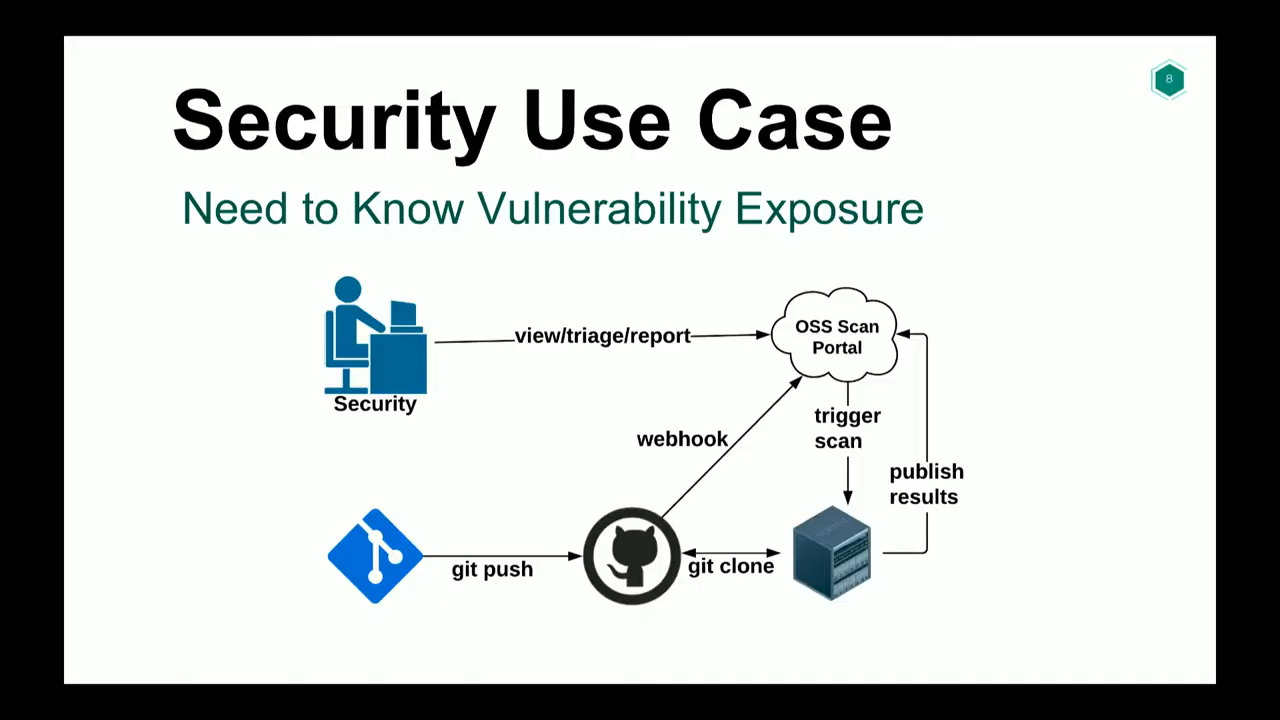 8
Security Use Case
Need to Know Vulnerability Exposure
OSS Scan
Portal
view/triage/report
Security
webhook
trigger
scan
publish
results
git push
git clone